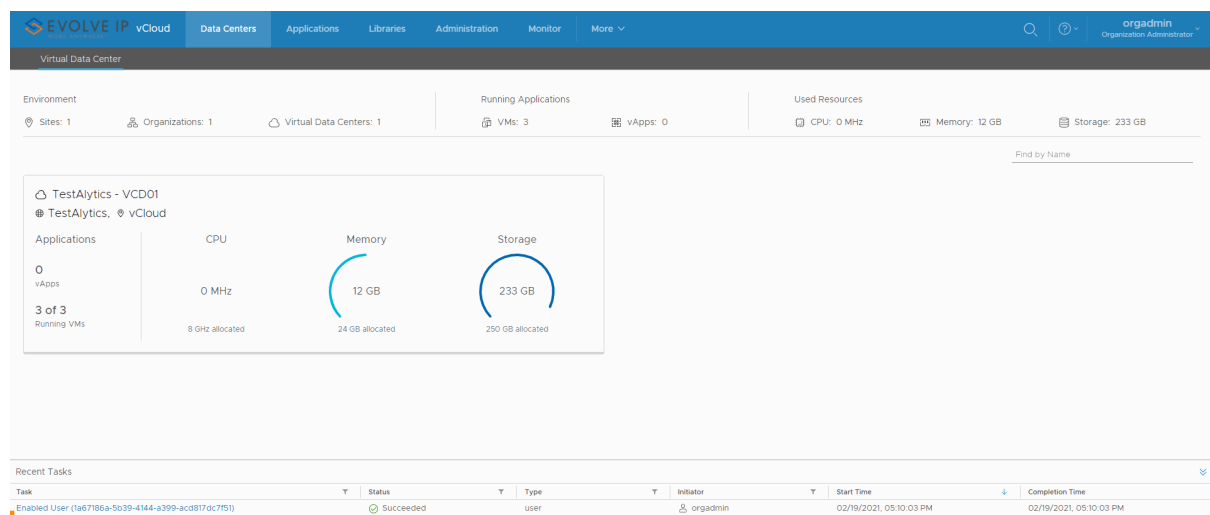 EVOLVE IP vCloud Data Centers Applications Libraries Administration Monitor More orgadmin
Organization Administrator
Virtual Data Center
Environment Running Applications Used Resources
Sites: 1 Organizations: 1 Virtual Data Centers: 1 VMs: 3 vApps: 0 CPU: 0 MHz Memory: 12 GB Storage: 233 GB
Find by Name
TestAlytics - VCD01
TestAlytics, vCloud
Applications CPU Memory Storage
0
vApps
0 MHz 12 GB 233 GB
3 of 3
Running VMs
8 GHz allocated 24 GB allocated 250 GB allocated
Recent Tasks
Task Status Type Initiator Start Time Completion Time
Enabled User (1a67186a-5b39-4144-a399-acd817dc7f51) Succeeded user orgadmin 02/19/2021, 05:10:03 PM 02/19/2021, 05:10:03 PM